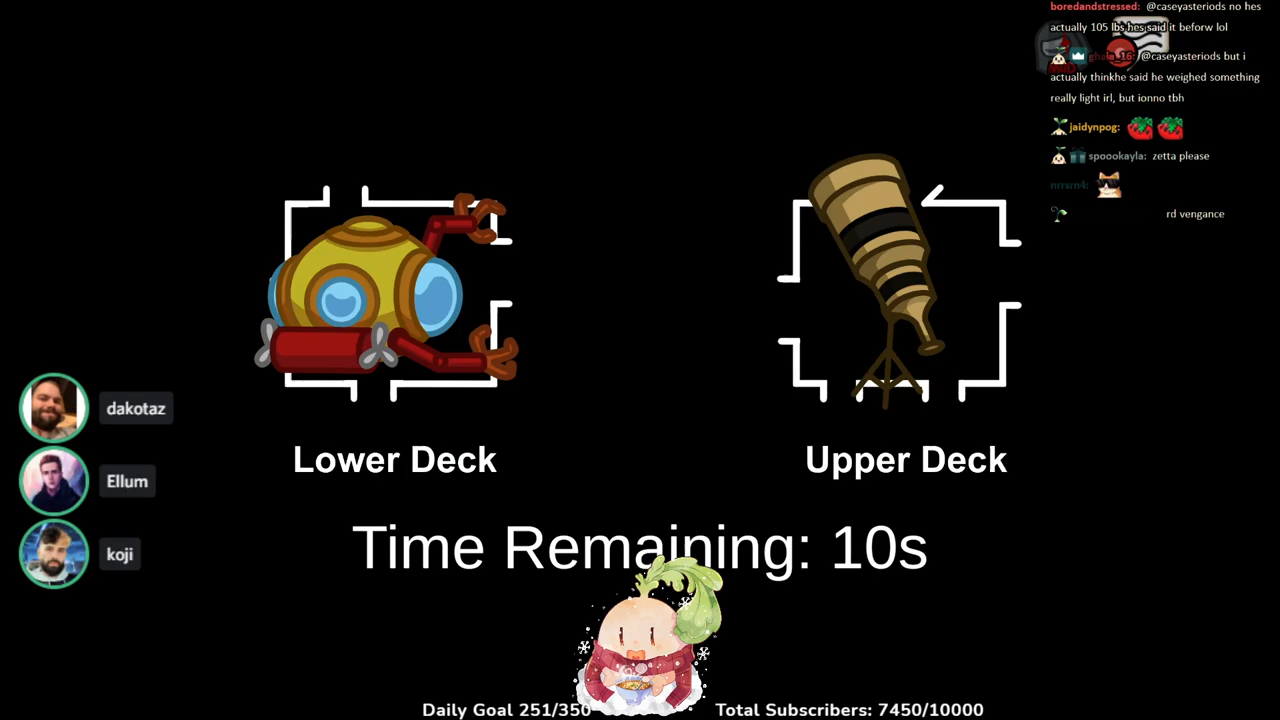 boredandstressed: @caseyasteriods no hes
actually 105 lbs hes said it beforw lol
ghala_16: @caseyasteriods but i
actually thinkhe said he weighed something
really light irl, but ionno tbh
jaidynpog:
spoookayla: zetta please
nrrsrn4:
rd vengance
dakotaz
Ellum
koji
Lower Deck
Upper Deck
Time Remaining: 10s
Daily Goal 251/350
Total Subscribers: 7450/10000